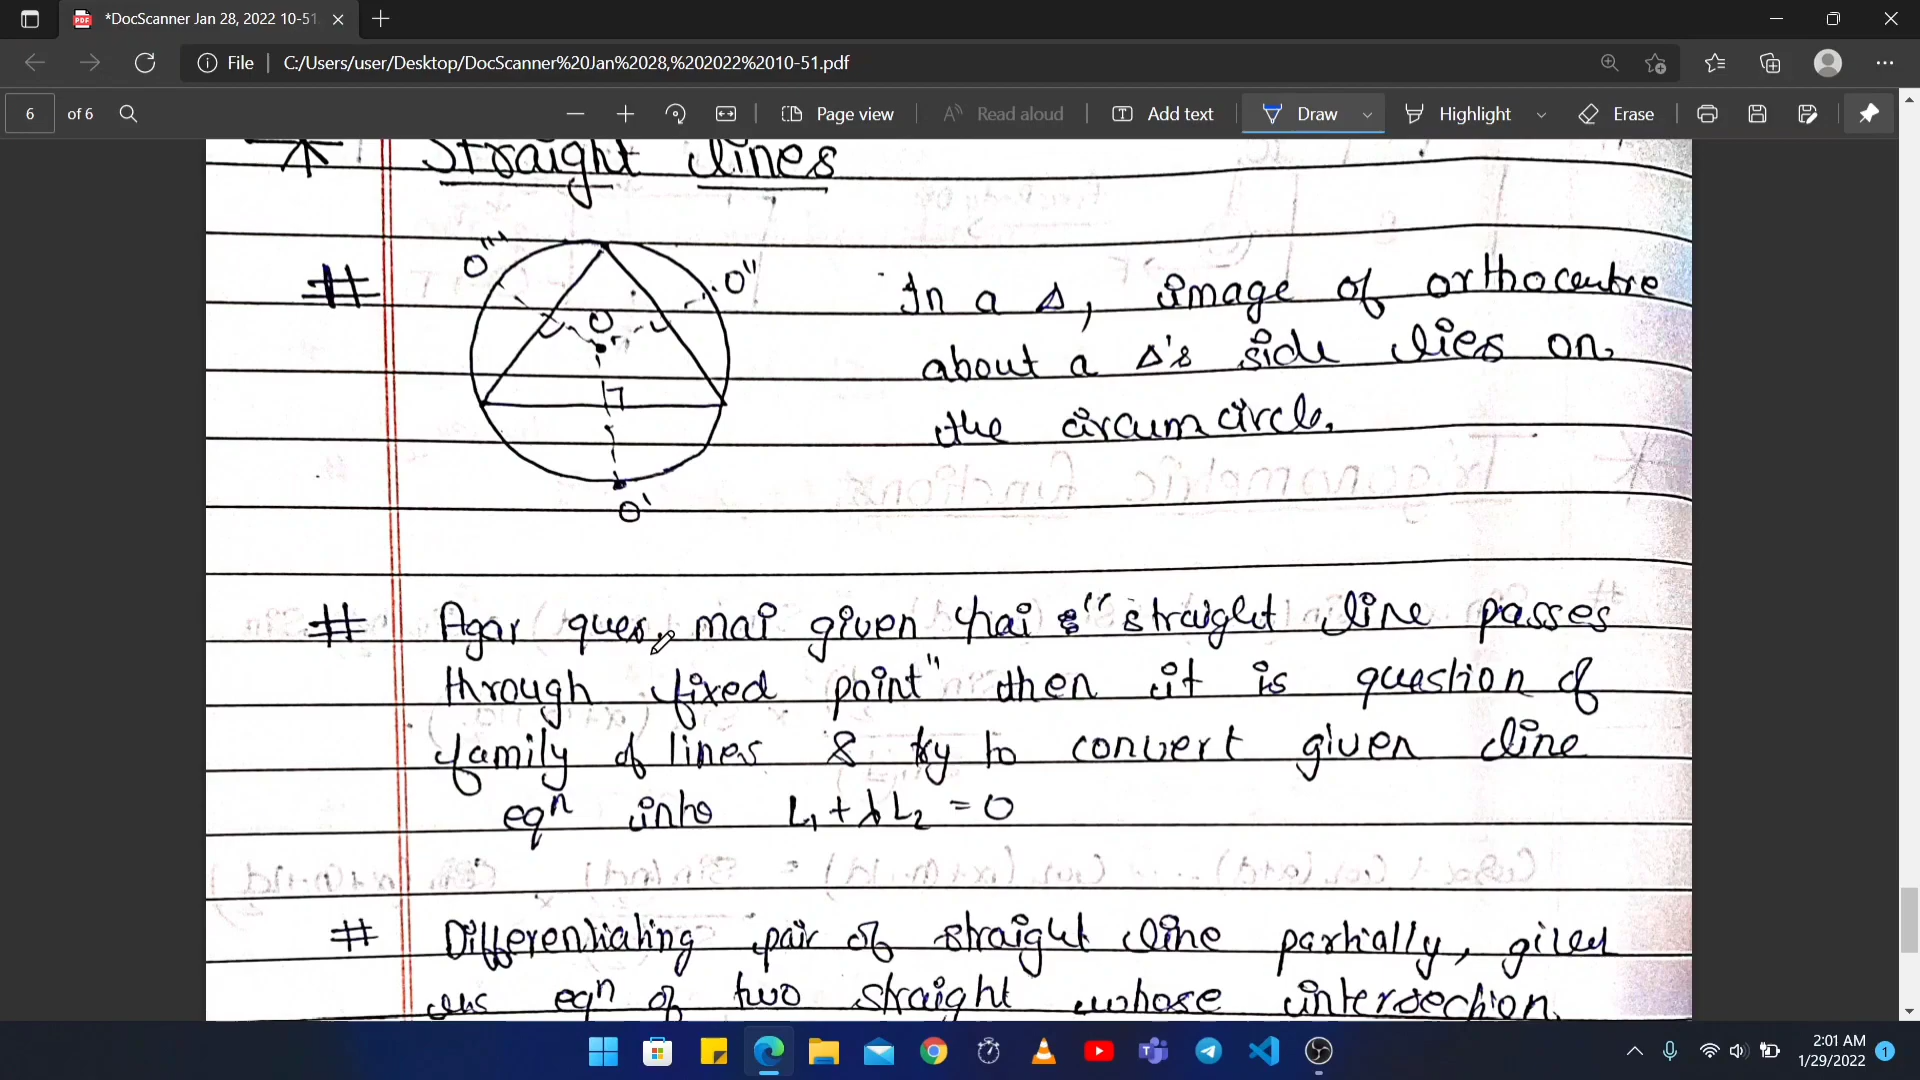 *DocScanner Jan 28, 2022 10-51
File
C:/Users/user/Desktop/DocScanner%20Jan%2028,%202022%2010-51.pdf
6 of 6
Page view
Read aloud
Add text
Draw
Highlight
Erase
* Straight lines
O'''
O''
O
O'
# In a Δ, image of orthocentre
about a Δ's side lies on
the circumcircle.
# Agar ques, mai given hai "straight line passes
through fixed point" then it is question of
family of lines & try to convert given line
eqⁿ into L₁ + λL₂ = 0
# Differentiating pair of straight line partially, gives
us eqⁿ of two straight whose intersection
2:01 AM
1/29/2022
1